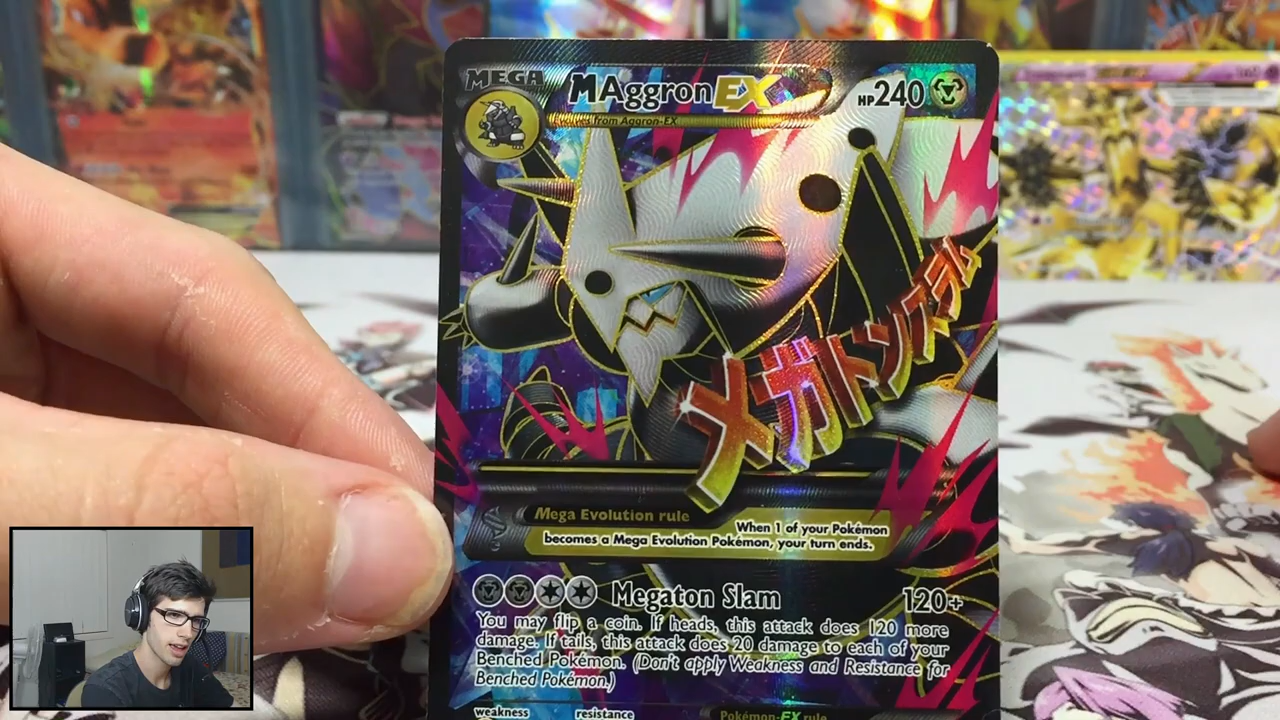 MEGA
M Aggron EX
HP240
from Aggron-EX
メガトンスラム
Mega Evolution rule
When 1 of your Pokémon
becomes a Mega Evolution Pokémon, your turn ends.
Megaton Slam 120+
You may flip a coin. If heads, this attack does 120 more
damage. If tails, this attack does 20 damage to each of your
Benched Pokémon. (Don't apply Weakness and Resistance for
Benched Pokémon.)
weakness resistance Pokémon-EX rule